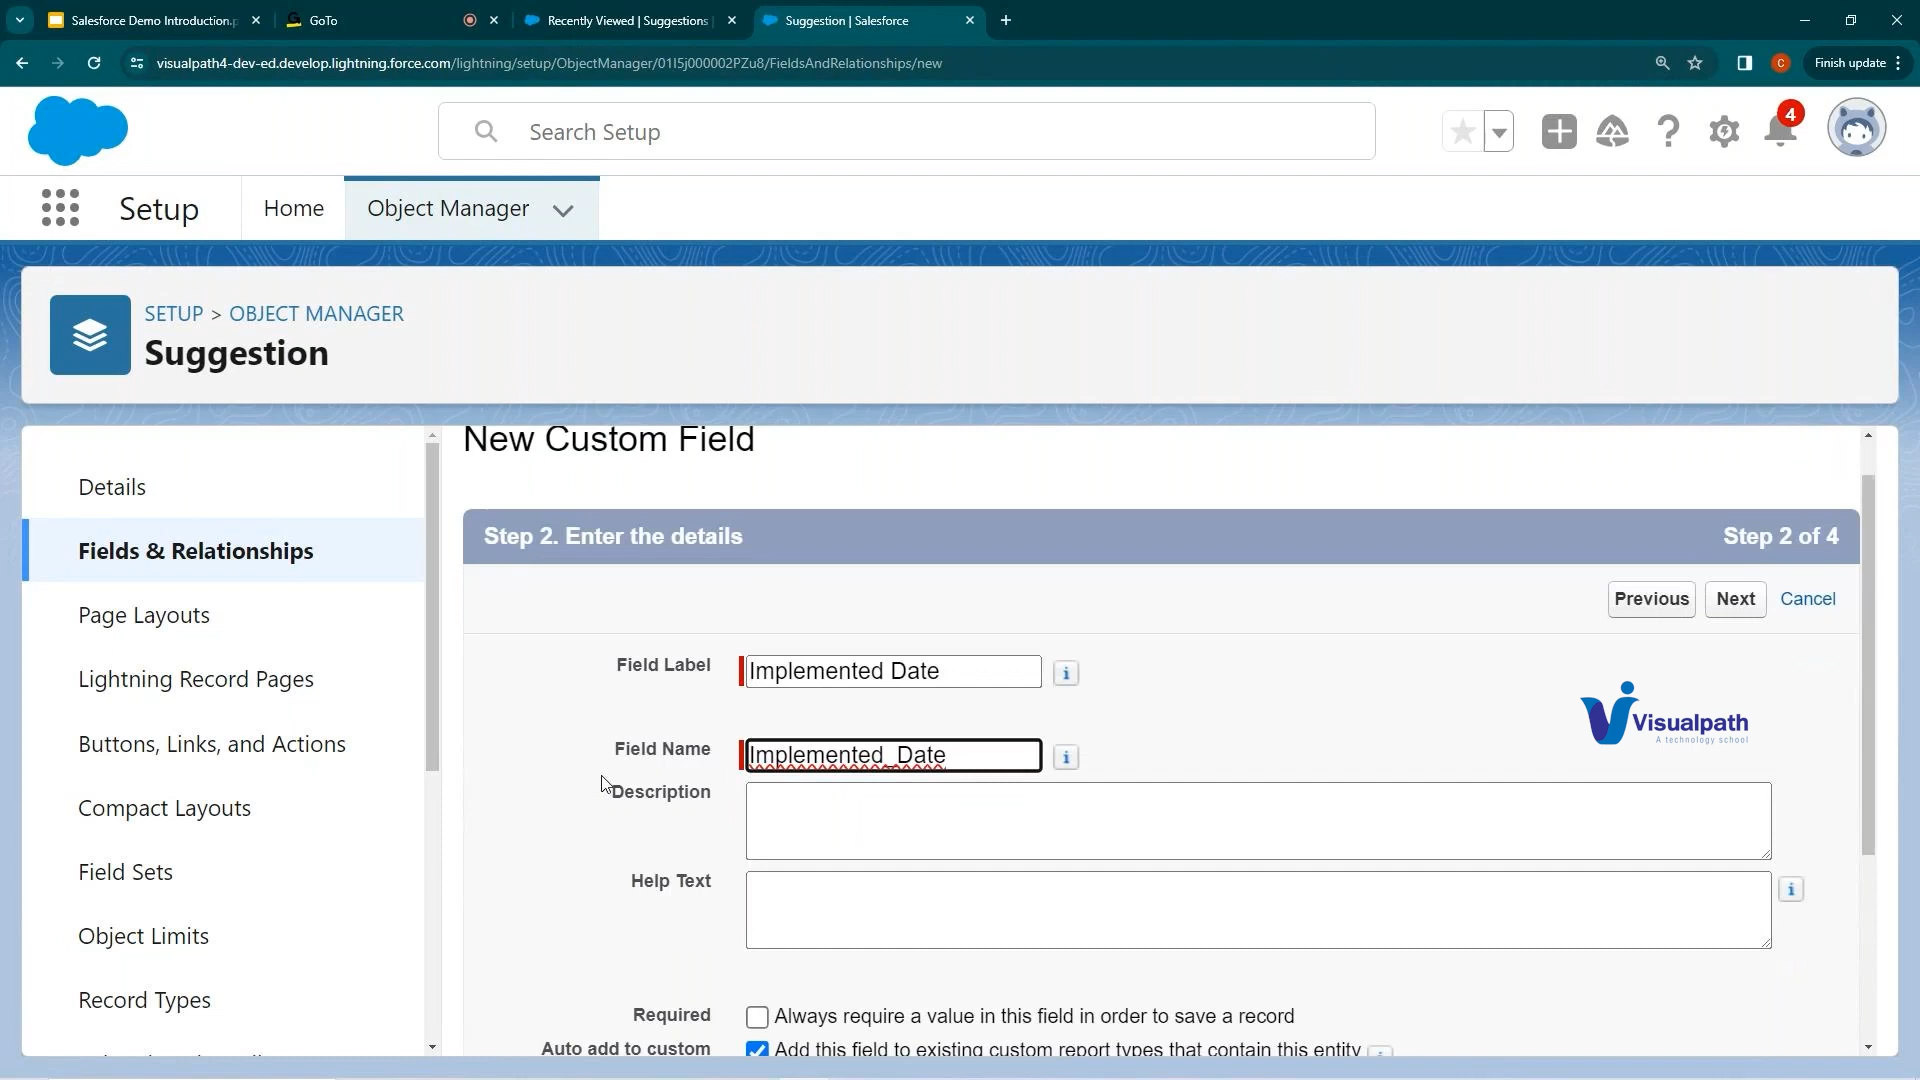 Salesforce Demo Introduction.p
GoTo
Recently Viewed | Suggestions
Suggestion | Salesforce
visualpath4-dev-ed.develop.lightning.force.com/lightning/setup/ObjectManager/01I5j000002PZu8/FieldsAndRelationships/new
C
Finish update
Search Setup
4
Setup
Home
Object Manager
SETUP > OBJECT MANAGER
Suggestion
New Custom Field
Details
Step 2. Enter the details
Step 2 of 4
Fields & Relationships
Previous
Next
Cancel
Page Layouts
Field Label
Implemented Date
Lightning Record Pages
Visualpath
A technology school
Buttons, Links, and Actions
Field Name
Implemented_Date
Description
Compact Layouts
Field Sets
Help Text
Object Limits
Record Types
Required
Always require a value in this field in order to save a record
Auto add to custom
Add this field to existing custom report types that contain this entity